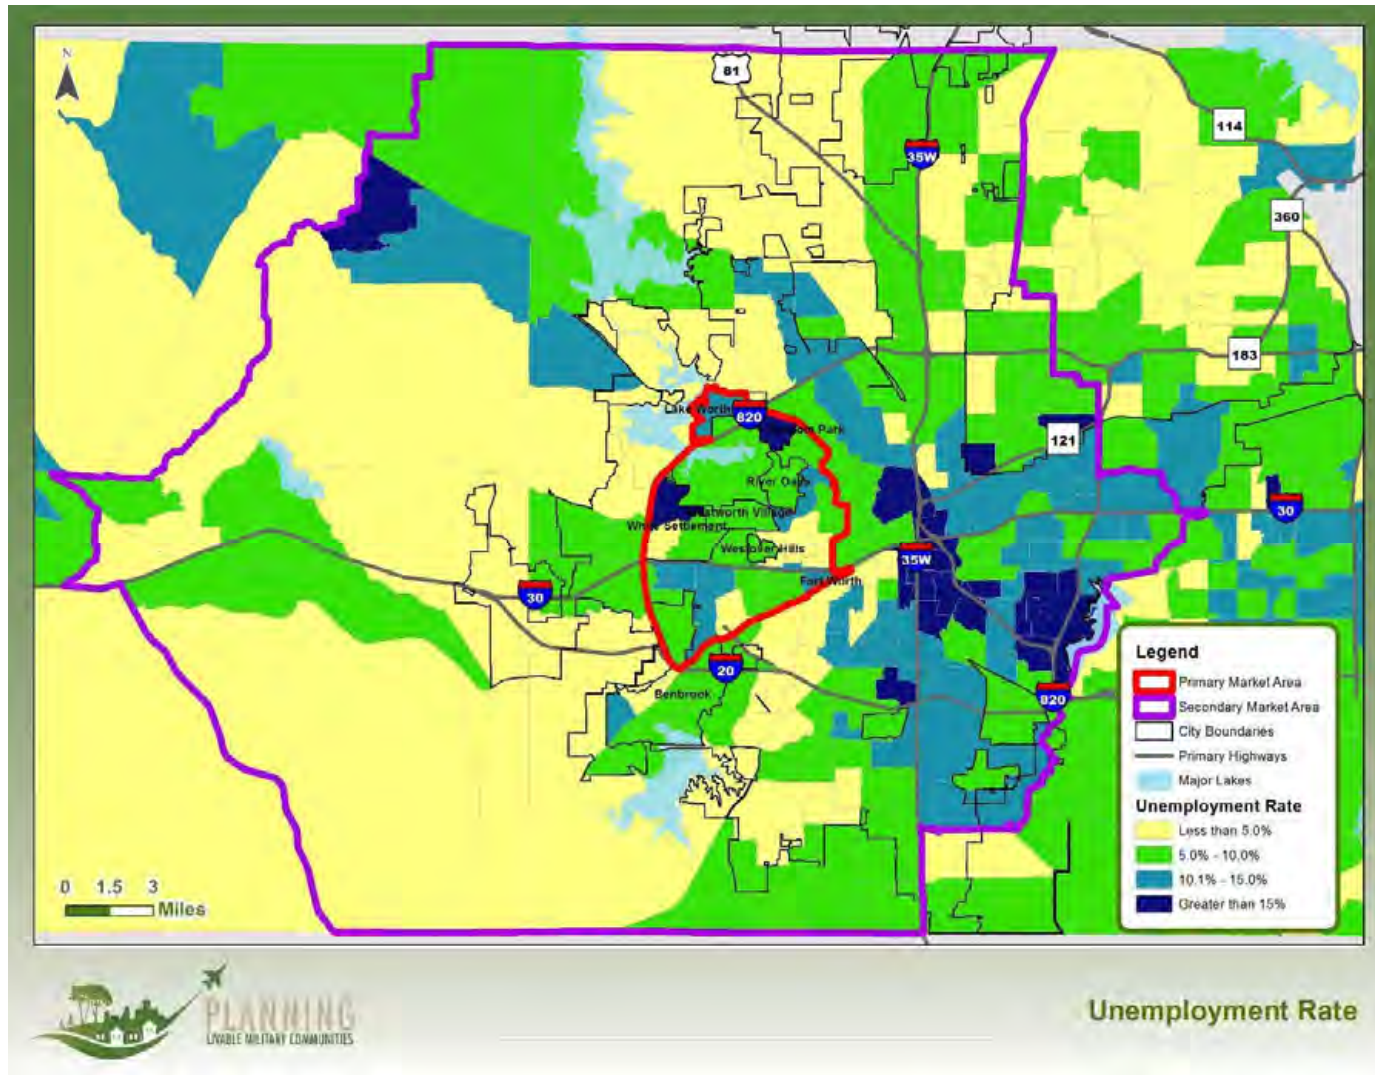 N
81
35W
114
360
183
Lake Worth
820
121
River Oaks
30
White Settlement
Westover Hills
35W
Fort Worth
30
20
Benbrook
820
Legend
Primary Market Area
Secondary Market Area
City Boundaries
Primary Highways
Major Lakes
Unemployment Rate
Less than 5.0%
5.0% - 10.0%
10.1% - 15.0%
Greater than 15%
0 1.5 3
Miles
PLANNING
LIVABLE MILITARY COMMUNITIES
Unemployment Rate